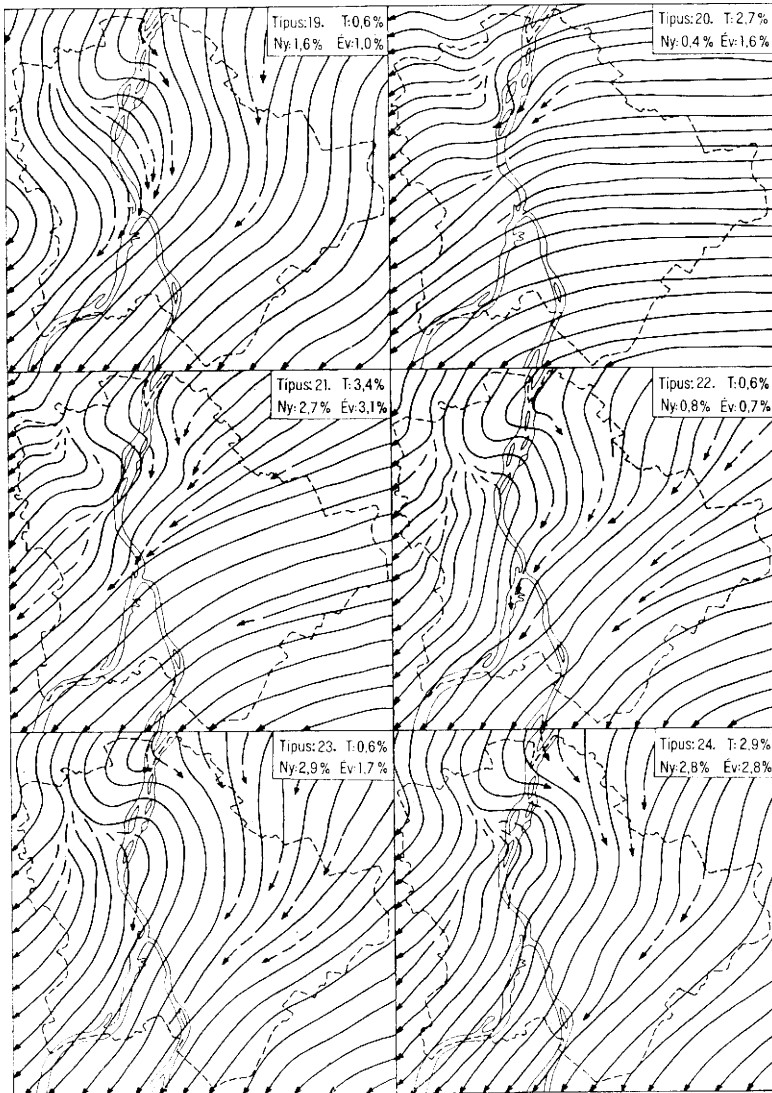 Tipus: 19. T: 0,6%
Ny: 1,6% Év: 1,0%
Tipus: 20. T: 2,7%
Ny: 0,4% Év: 1,6%
Tipus: 21. T: 3,4%
Ny: 2,7% Év: 3,1%
Tipus: 22. T: 0,6%
Ny: 0,8% Év: 0,7%
Tipus: 23. T: 0,6%
Ny: 2,9% Év: 1,7%
Tipus: 24. T: 2,9%
Ny: 2,8% Év: 2,8%